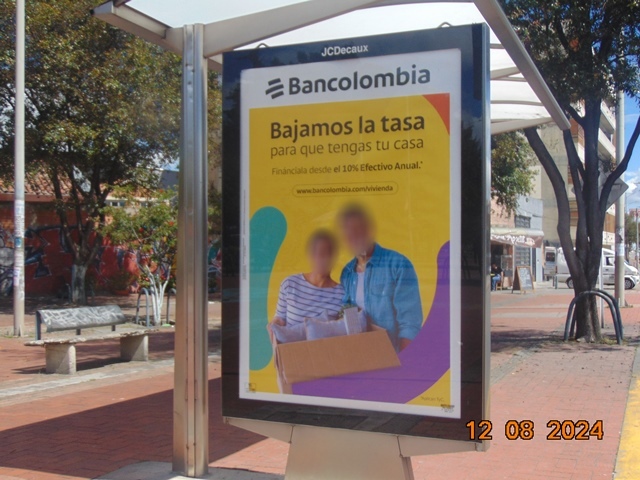 JCDecaux
Bancolombia
Bajamos la tasa
para que tengas tu casa
Finánciala desde el 10% Efectivo Anual.*
www.bancolombia.com/vivienda
12 08 2024